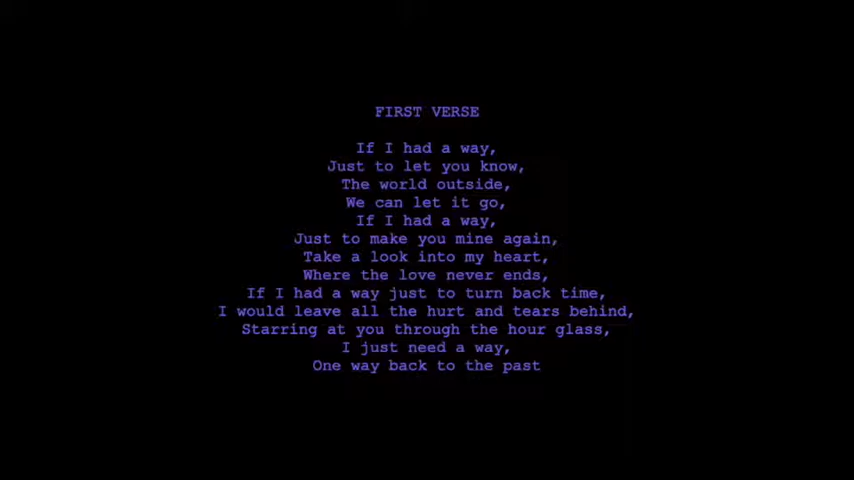 FIRST VERSE
If I had a way,
Just to let you know,
The world outside,
We can let it go,
If I had a way,
Just to make you mine again,
Take a look into my heart,
Where the love never ends,
If I had a way just to turn back time,
I would leave all the hurt and tears behind,
Starring at you through the hour glass,
I just need a way,
One way back to the past